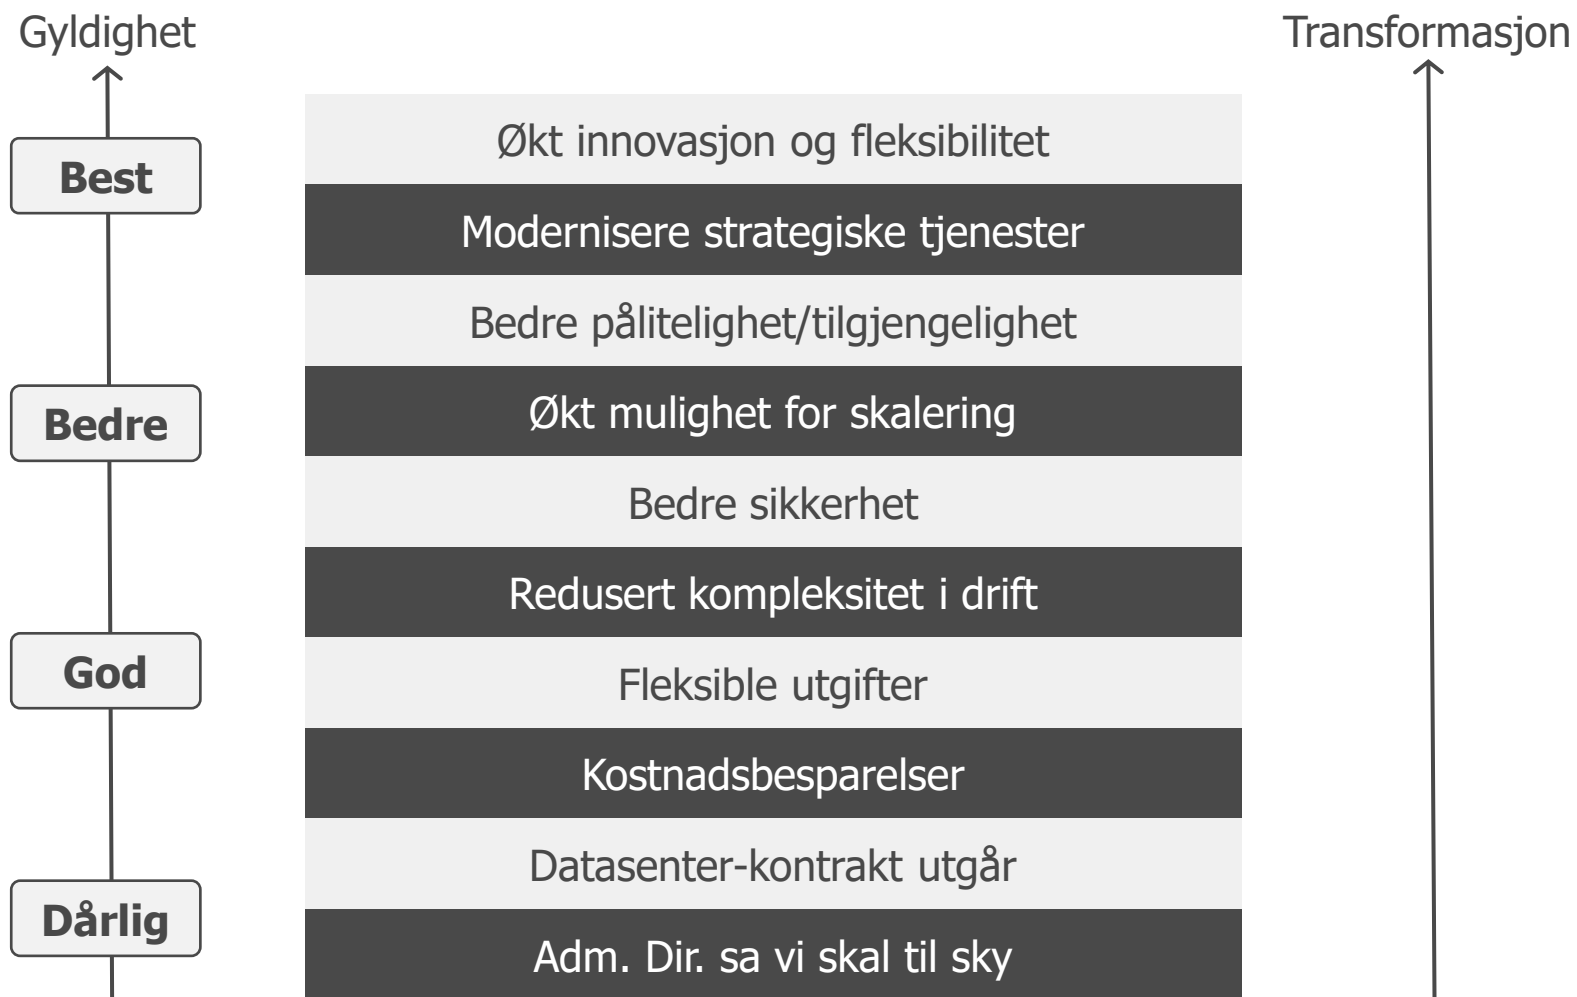 Gyldighet
Transformasjon
Økt innovasjon og fleksibilitet
Best
Modernisere strategiske tjenester
Bedre pålitelighet/tilgjengelighet
Økt mulighet for skalering
Bedre
Bedre sikkerhet
Redusert kompleksitet i drift
God
Fleksible utgifter
Kostnadsbesparelser
Datasenter-kontrakt utgår
Dårlig
Adm. Dir. sa vi skal til sky